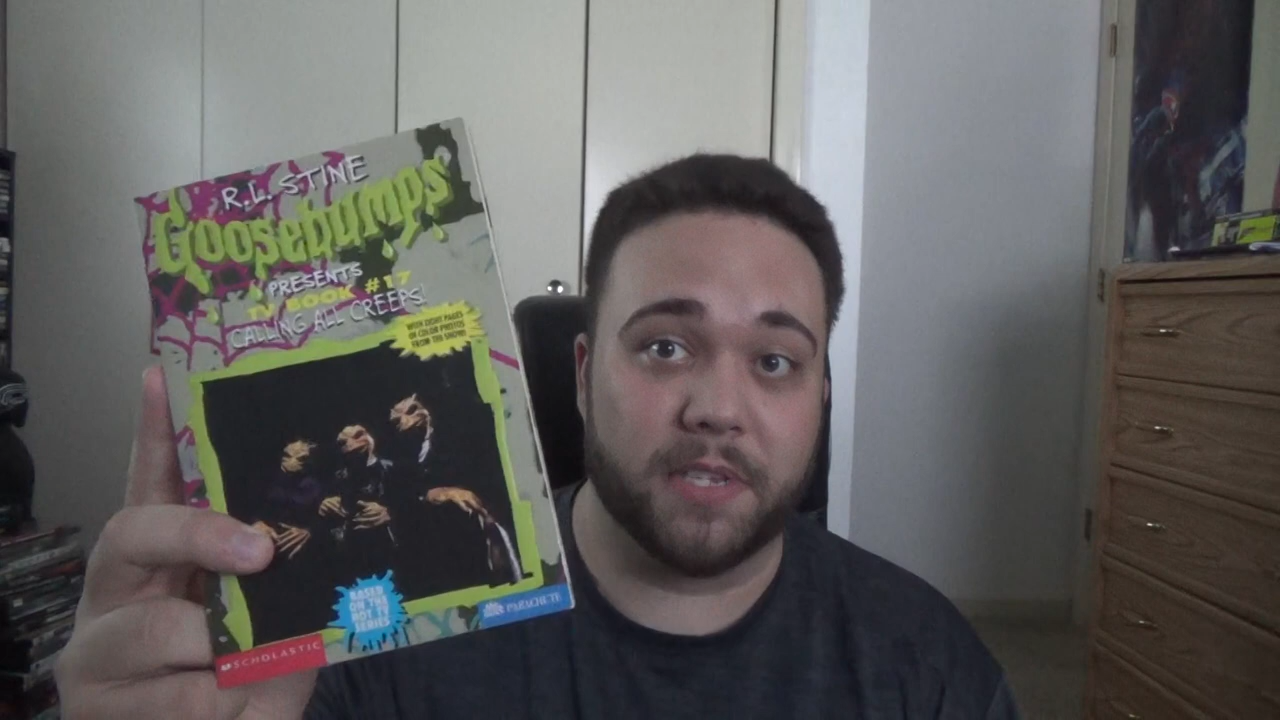 R.L. STINE
Goosebumps
PRESENTS
TV BOOK #17
CALLING ALL CREEPS!
WITH EIGHT PAGES
OF COLOR PHOTOS
FROM THE SHOW!
BASED
ON THE
HOT TV
SERIES
PARACHUTE
SCHOLASTIC